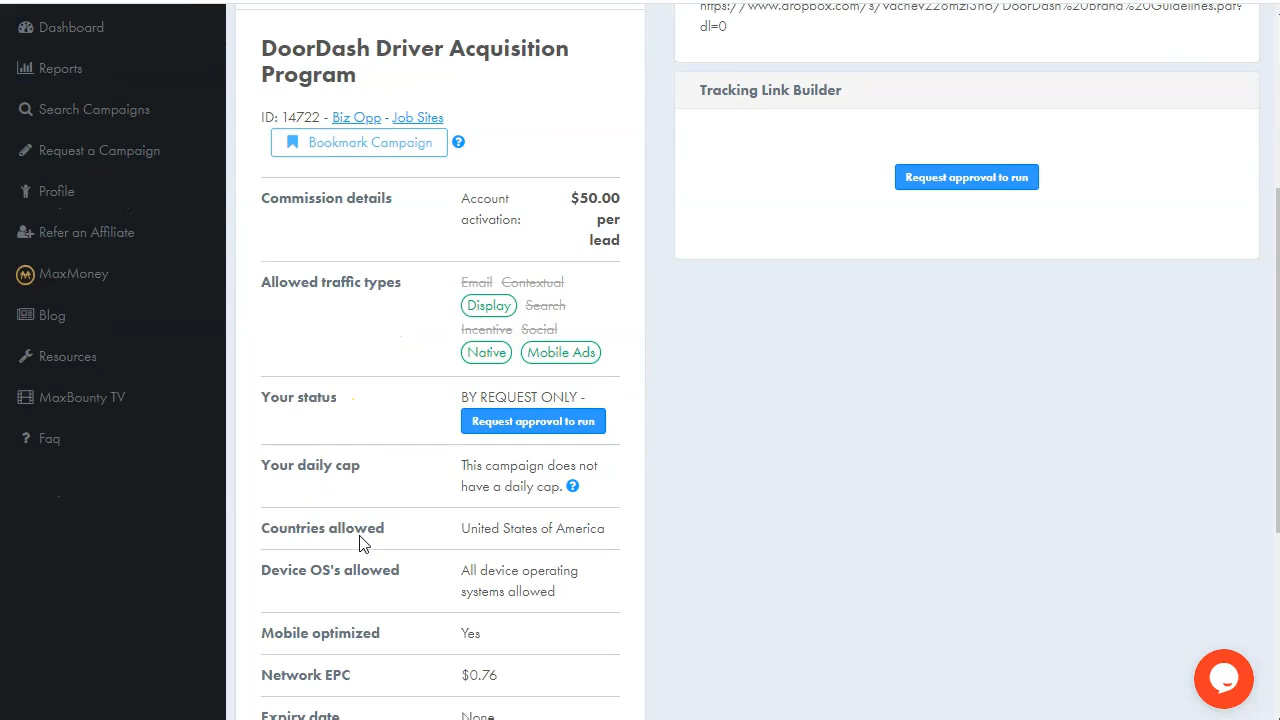 Dashboard
Reports
Search Campaigns
Request a Campaign
Profile
Refer an Affiliate
MaxMoney
Blog
Resources
MaxBounty TV
? Faq
DoorDash Driver Acquisition
Program
ID: 14722 - Biz Opp - Job Sites
Bookmark Campaign ?
Commission details Account $50.00
activation: per
lead
Allowed traffic types Email Contextual
Display Search
Incentive Social
Native Mobile Ads
Your status BY REQUEST ONLY -
Request approval to run
Your daily cap This campaign does not
have a daily cap. ?
Countries allowed United States of America
Device OS's allowed All device operating
systems allowed
Mobile optimized Yes
Network EPC $0.76
Expiry date None
dl=0
Tracking Link Builder
Request approval to run